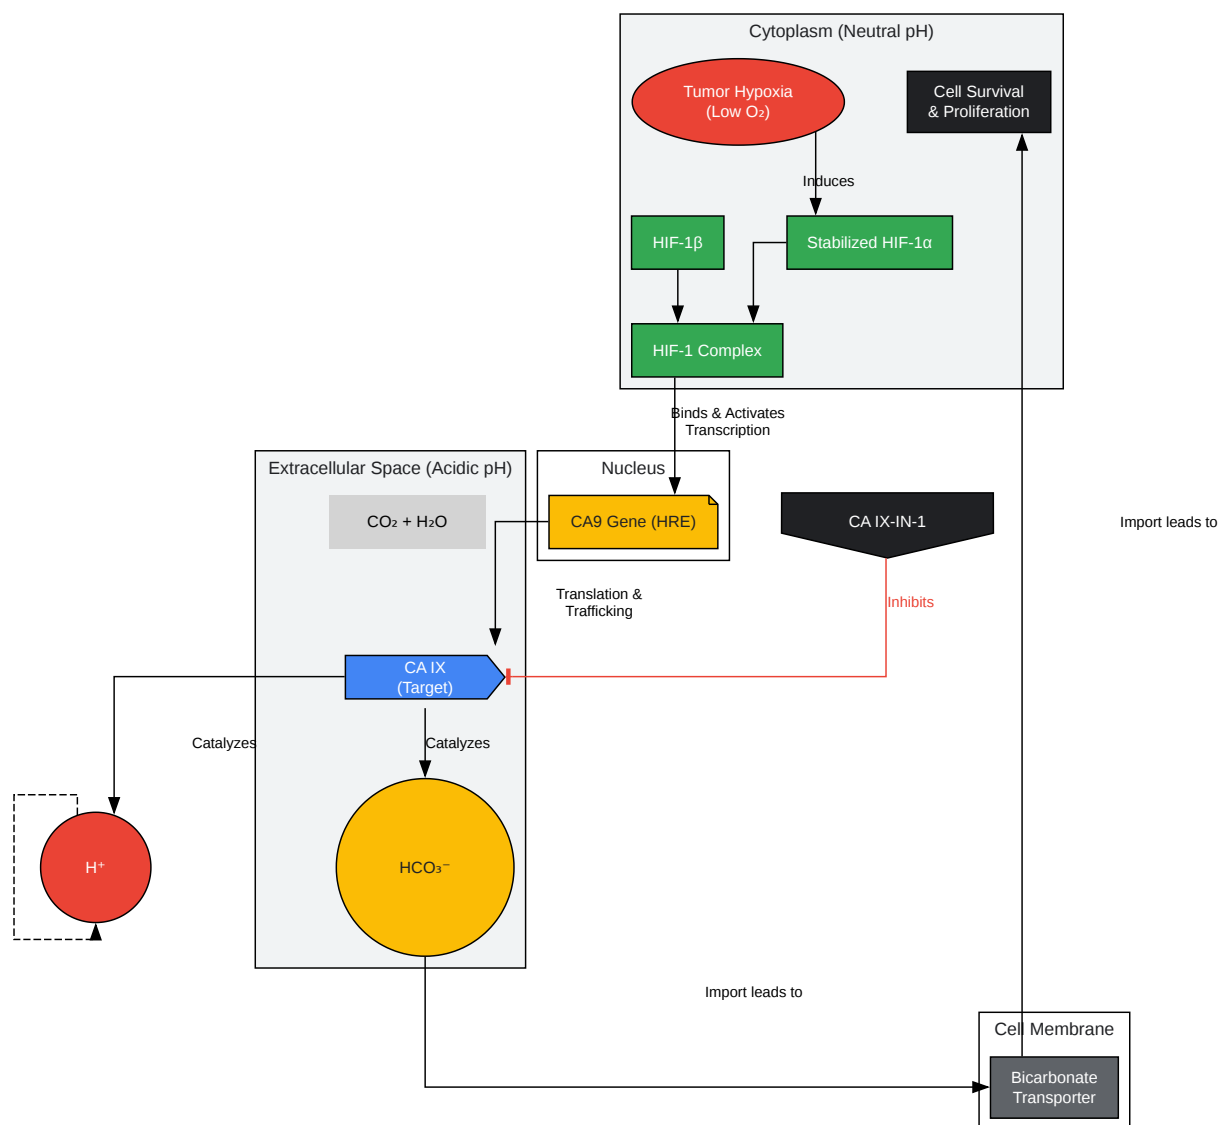 Cytoplasm (Neutral pH)
Tumor Hypoxia
(Low O₂)
Cell Survival
& Proliferation
Induces
HIF-1β
Stabilized HIF-1α
HIF-1 Complex
Binds & Activates
Transcription
Extracellular Space (Acidic pH)
Nucleus
CO₂ + H₂O
CA9 Gene (HRE)
CA IX-IN-1
Import leads to
Translation &
Trafficking
Inhibits
CA IX
(Target)
Catalyzes
Catalyzes
H⁺
HCO₃⁻
Import leads to
Cell Membrane
Bicarbonate
Transporter